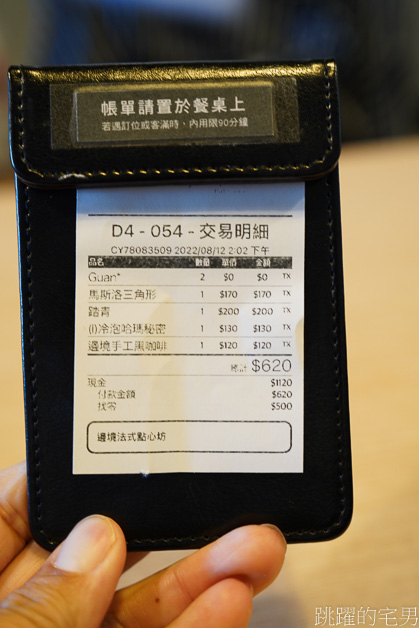 帳單請置於餐桌上
若遇訂位或客滿時、內用限90分鐘
D4 - 054 - 交易明細
CY78083509 2022/08/12 2:02 下午
品名 數量 單價 金額
Guan* 2 $0 $0 TX
馬斯洛三角形 1 $170 $170 TX
踏青 1 $200 $200 TX
(I)冷泡哈瑪秘密 1 $130 $130 TX
邊境手工黑咖啡 1 $120 $120 TX
總計 $620
現金 $1120
付款金額 $620
找零 $500
邊境法式點心坊
跳躍的宅男